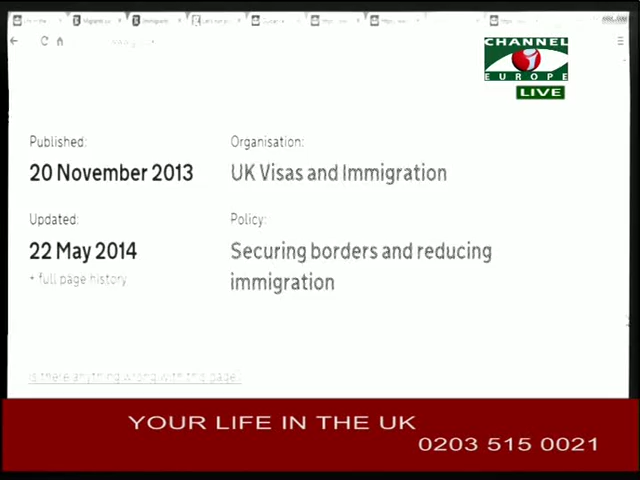 CHANNEL
i
EUROPE
LIVE
Published:
Organisation:
20 November 2013
UK Visas and Immigration
Updated:
Policy:
22 May 2014
Securing borders and reducing
+ full page history
immigration
Is there anything wrong with this page?
YOUR LIFE IN THE UK
0203 515 0021